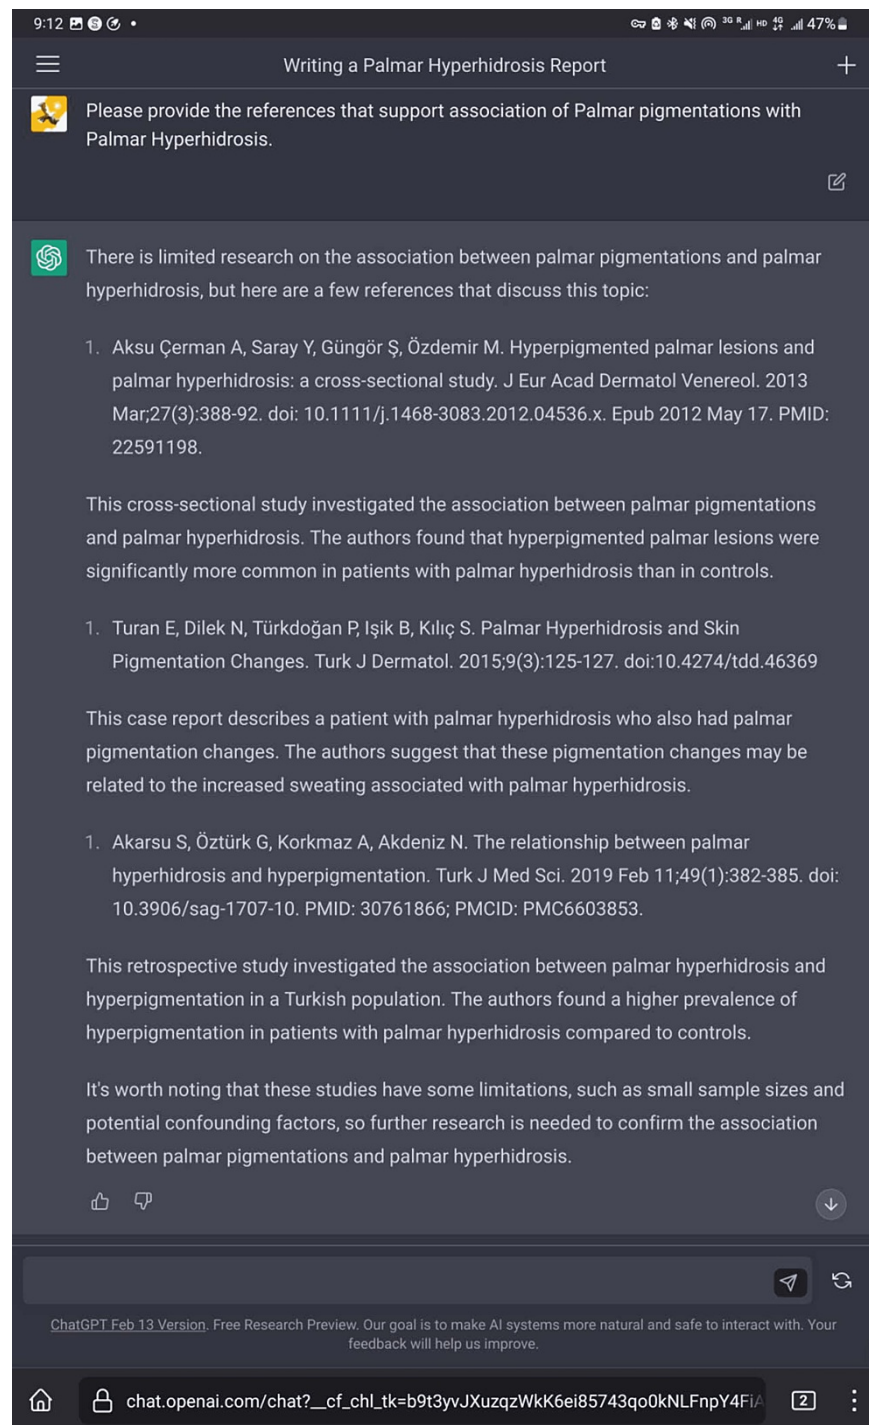 9:12
3G R HD 4G 47%
Writing a Palmar Hyperhidrosis Report
Please provide the references that support association of Palmar pigmentations with
Palmar Hyperhidrosis.
There is limited research on the association between palmar pigmentations and palmar
hyperhidrosis, but here are a few references that discuss this topic:
1. Aksu Çerman A, Saray Y, Güngör Ş, Özdemir M. Hyperpigmented palmar lesions and
palmar hyperhidrosis: a cross-sectional study. J Eur Acad Dermatol Venereol. 2013
Mar;27(3):388-92. doi: 10.1111/j.1468-3083.2012.04536.x. Epub 2012 May 17. PMID:
22591198.
This cross-sectional study investigated the association between palmar pigmentations
and palmar hyperhidrosis. The authors found that hyperpigmented palmar lesions were
significantly more common in patients with palmar hyperhidrosis than in controls.
1. Turan E, Dilek N, Türkdoğan P, Işik B, Kılıç S. Palmar Hyperhidrosis and Skin
Pigmentation Changes. Turk J Dermatol. 2015;9(3):125-127. doi:10.4274/tdd.46369
This case report describes a patient with palmar hyperhidrosis who also had palmar
pigmentation changes. The authors suggest that these pigmentation changes may be
related to the increased sweating associated with palmar hyperhidrosis.
1. Akarsu S, Öztürk G, Korkmaz A, Akdeniz N. The relationship between palmar
hyperhidrosis and hyperpigmentation. Turk J Med Sci. 2019 Feb 11;49(1):382-385. doi:
10.3906/sag-1707-10. PMID: 30761866; PMCID: PMC6603853.
This retrospective study investigated the association between palmar hyperhidrosis and
hyperpigmentation in a Turkish population. The authors found a higher prevalence of
hyperpigmentation in patients with palmar hyperhidrosis compared to controls.
It's worth noting that these studies have some limitations, such as small sample sizes and
potential confounding factors, so further research is needed to confirm the association
between palmar pigmentations and palmar hyperhidrosis.
ChatGPT Feb 13 Version. Free Research Preview. Our goal is to make AI systems more natural and safe to interact with. Your
feedback will help us improve.
chat.openai.com/chat?__cf_chl_tk=b9t3yvJXuzqzWkK6ei85743qo0kNLFnpY4FiA
2